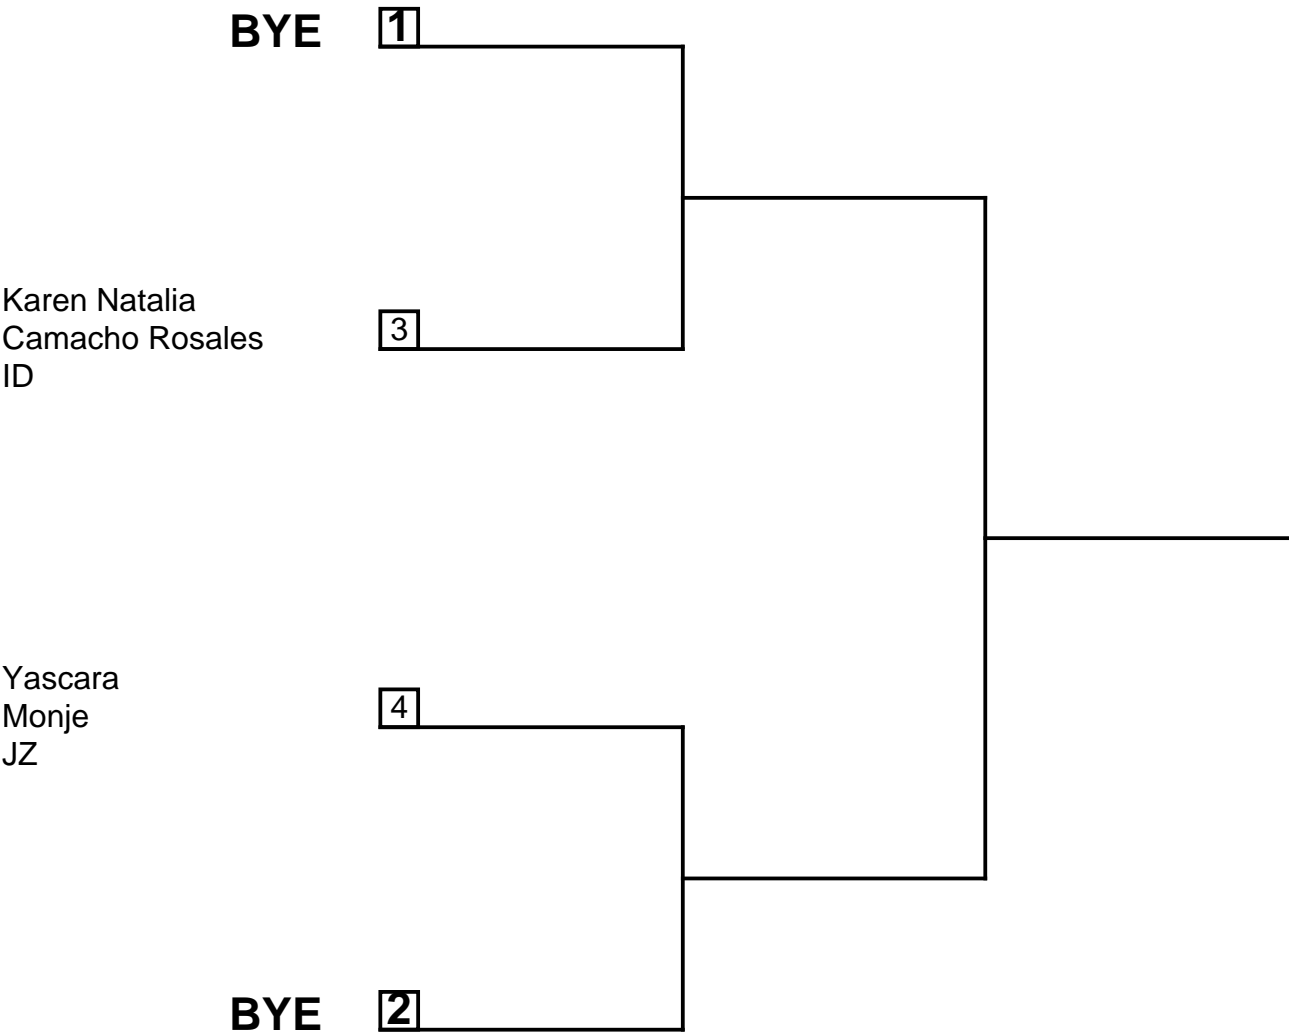 BYE 1
Karen Natalia
Camacho Rosales
ID
3
Yascara
Monje
JZ
4
BYE 2